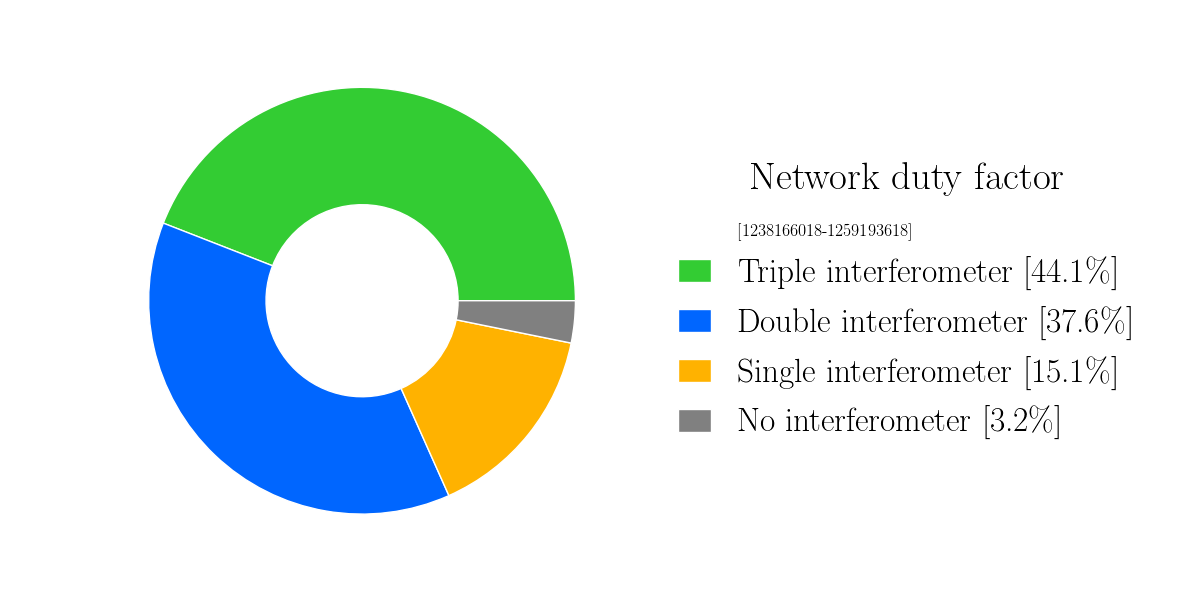 Network duty factor
[1238166018-1259193618]
Triple interferometer [44.1%]
Double interferometer [37.6%]
Single interferometer [15.1%]
No interferometer [3.2%]